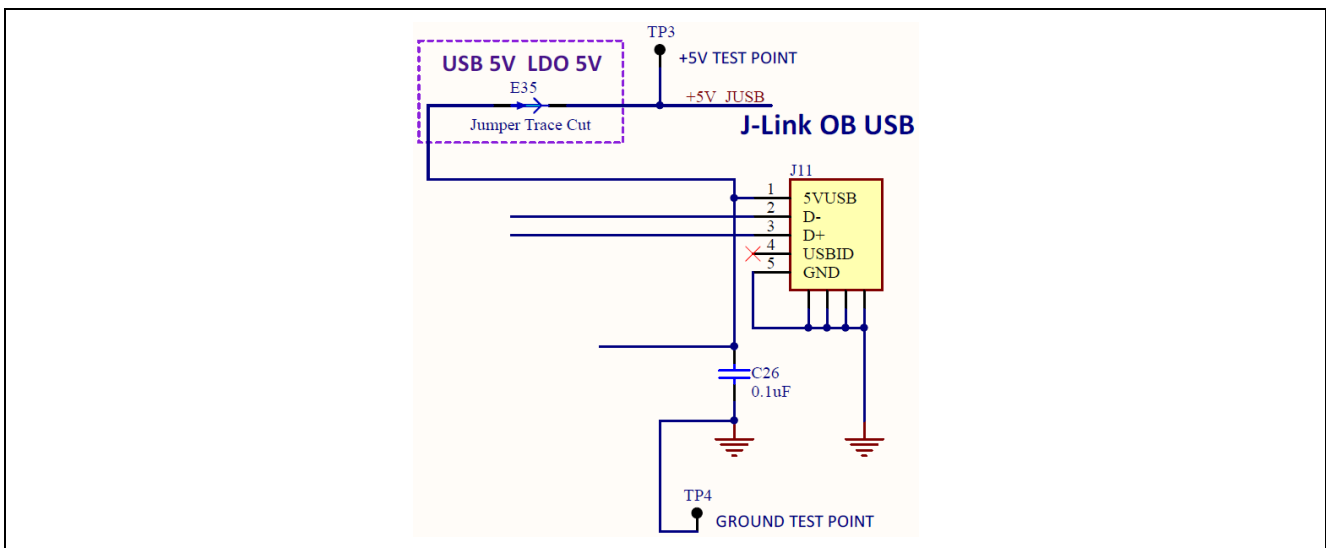 TP3
+5V TEST POINT
USB 5V  LDO 5V
E35
Jumper Trace Cut
+5V JUSB
J-Link OB USB
J11
1 5VUSB
2 D-
3 D+
4 USBID
5 GND
C26
0.1uF
TP4
GROUND TEST POINT